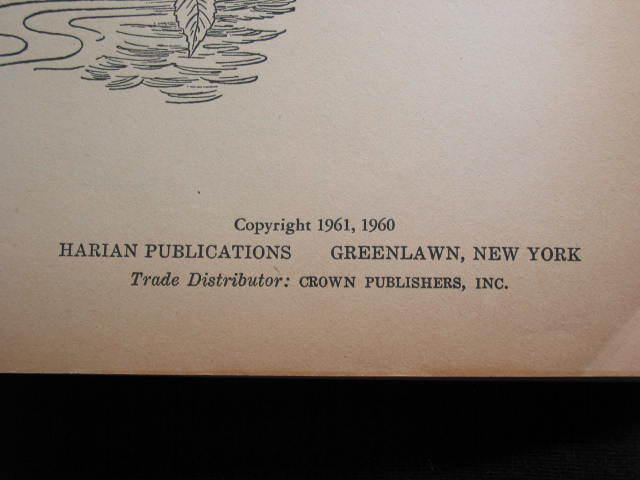 Copyright 1961, 1960
HARIAN PUBLICATIONS GREENLAWN, NEW YORK
Trade Distributor: CROWN PUBLISHERS, INC.